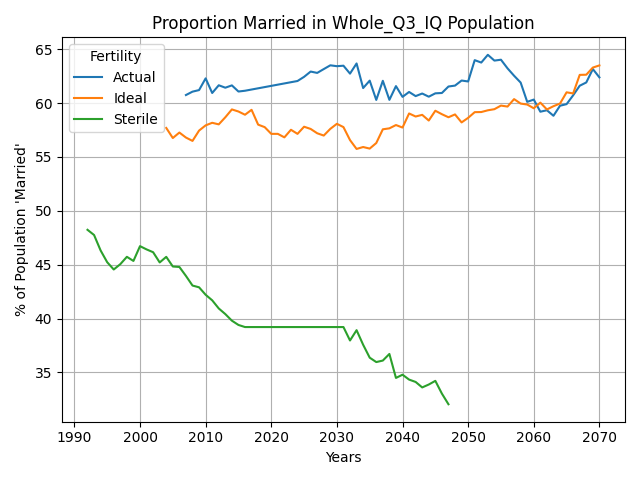 Proportion Married in Whole_Q3_IQ Population
% of Population 'Married'
65
60
55
50
45
40
35
Fertility
Actual
Ideal
Sterile
1990 2000 2010 2020 2030 2040 2050 2060 2070
Years